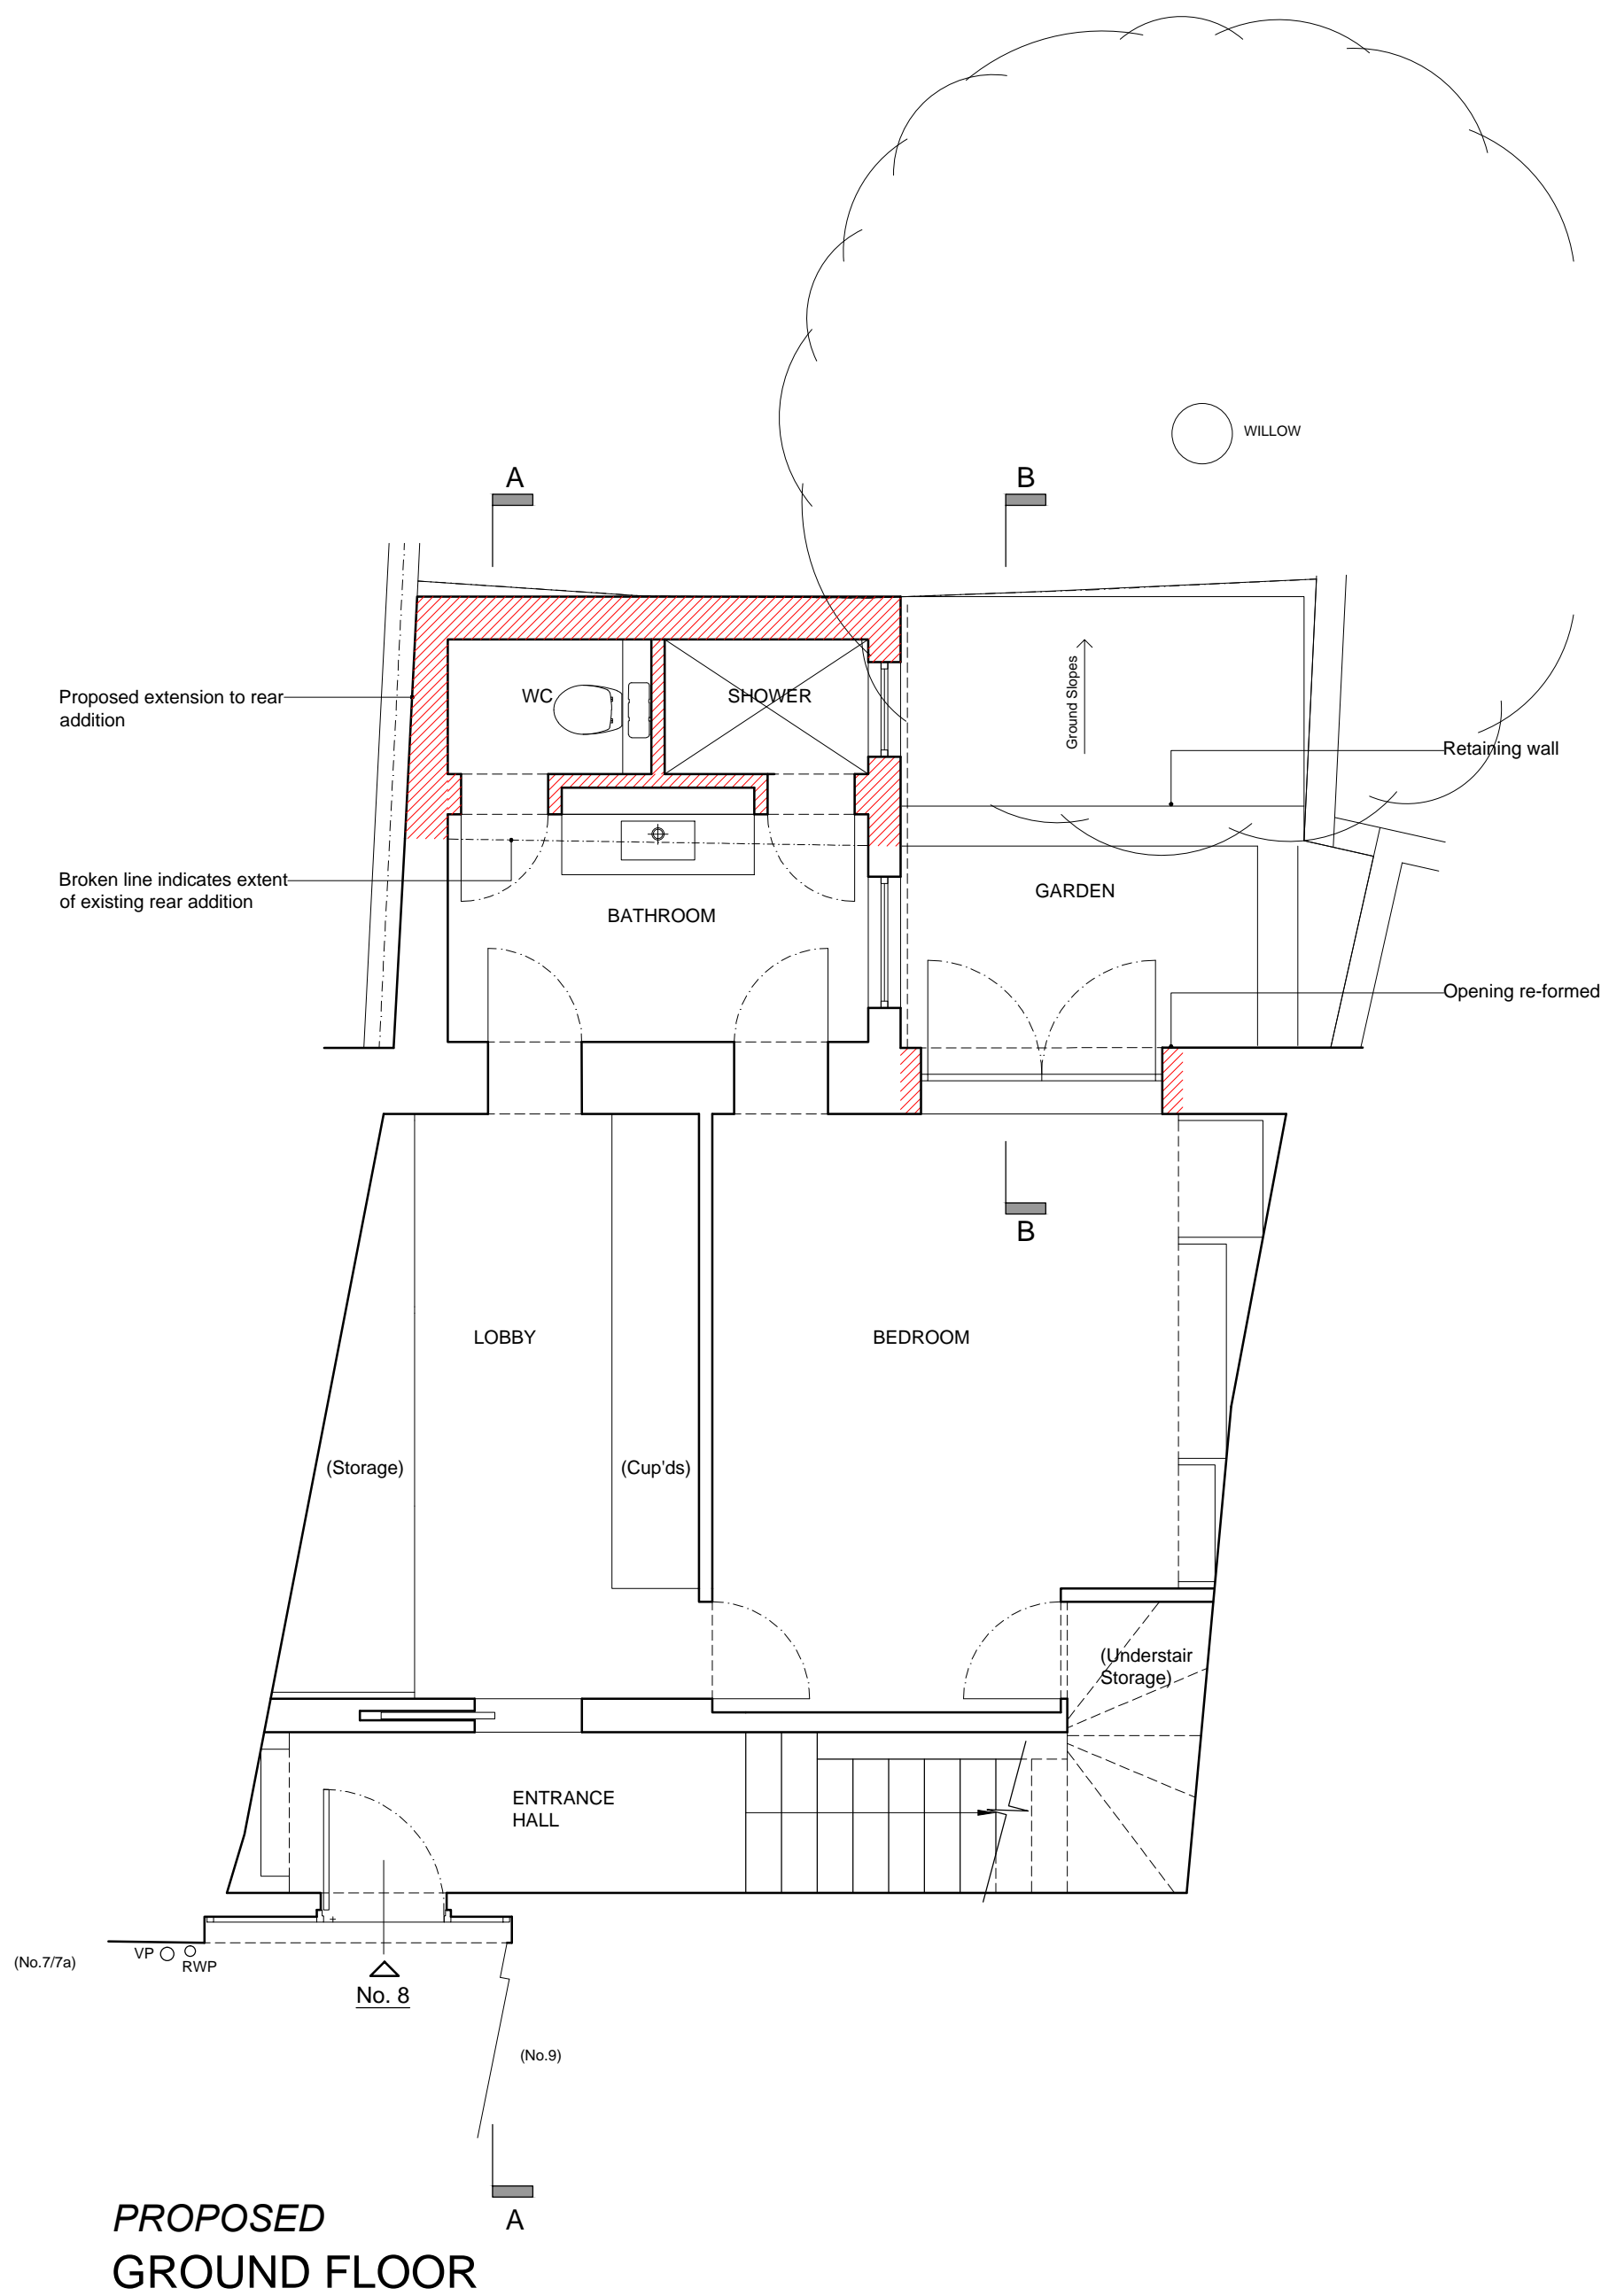 WILLOW
A
B
Proposed extension to rear
addition
WC
SHOWER
Ground Slopes
Retaining wall
Broken line indicates extent
of existing rear addition
BATHROOM
GARDEN
Opening re-formed
B
LOBBY
BEDROOM
(Storage)
(Cup'ds)
(Understair
Storage)
ENTRANCE
HALL
(No.7/7a)
VP
RWP
No. 8
(No.9)
A
PROPOSED
GROUND FLOOR